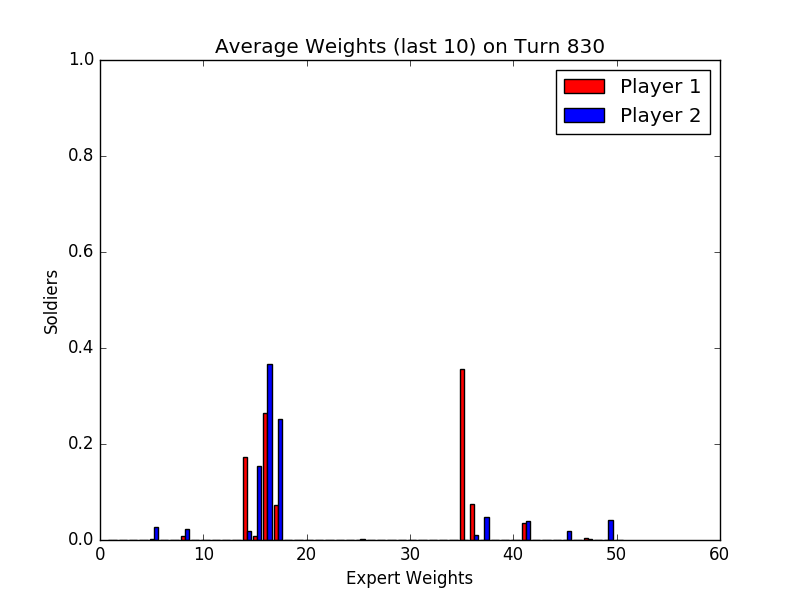 Average Weights (last 10) on Turn 830
1.0
Player 1
Player 2
0.8
0.6
Soldiers
0.4
0.2
0.0
0 10 20 30 40 50 60
Expert Weights